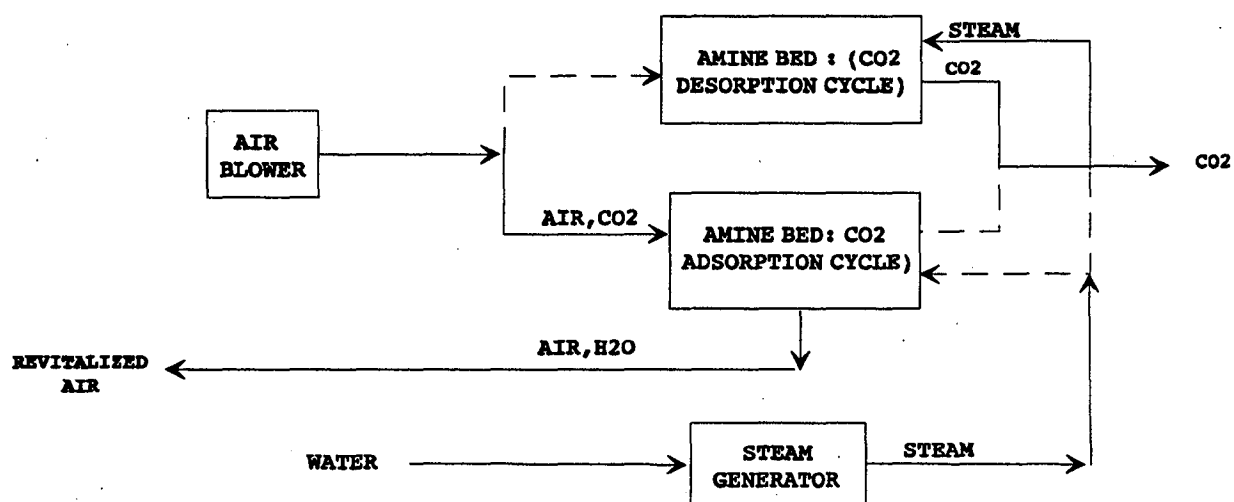 STEAM
AMINE BED : (CO2
DESORPTION CYCLE)
CO2
AIR
BLOWER
CO2
AIR,CO2
AMINE BED: CO2
ADSORPTION CYCLE)
AIR,H2O
REVITALIZED
AIR
WATER
STEAM
GENERATOR
STEAM